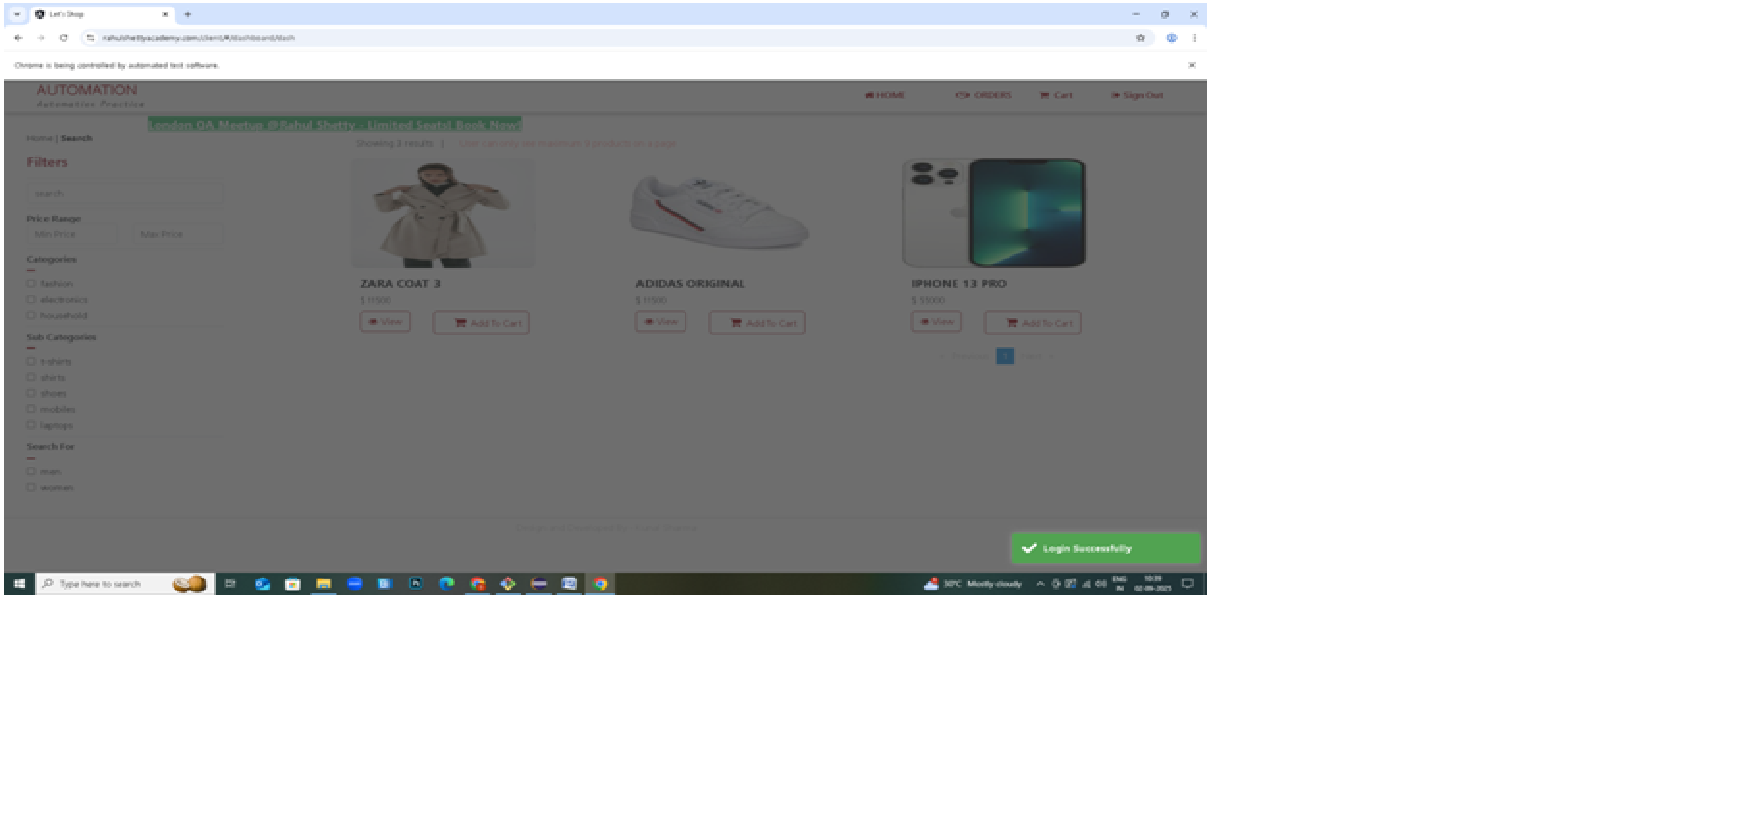 Let's Shop
rahulshettyacademy.com/client/#/dashboard/dash
Chrome is being controlled by automated test software.
AUTOMATION
Automation Practice
HOME
ORDERS
Cart
Sign Out
London QA Meetup @Rahul Shetty - Limited Seats! Book Now!
Home | Search
Showing 3 results |
Filters
search
Price Range
Min Price
Max Price
Categories
fashion
electronics
household
Sub Categories
t-shirts
shirts
shoes
mobiles
laptops
Search For
men
women
ZARA COAT 3
$ 11500
View
Add To Cart
ADIDAS ORIGINAL
$ 11500
View
Add To Cart
IPHONE 13 PRO
$ 55000
View
Add To Cart
« Previous
1
Next »
Login Successfully
Type here to search
30°C Mostly cloudy
ENG
IN
10:39
02-09-2025